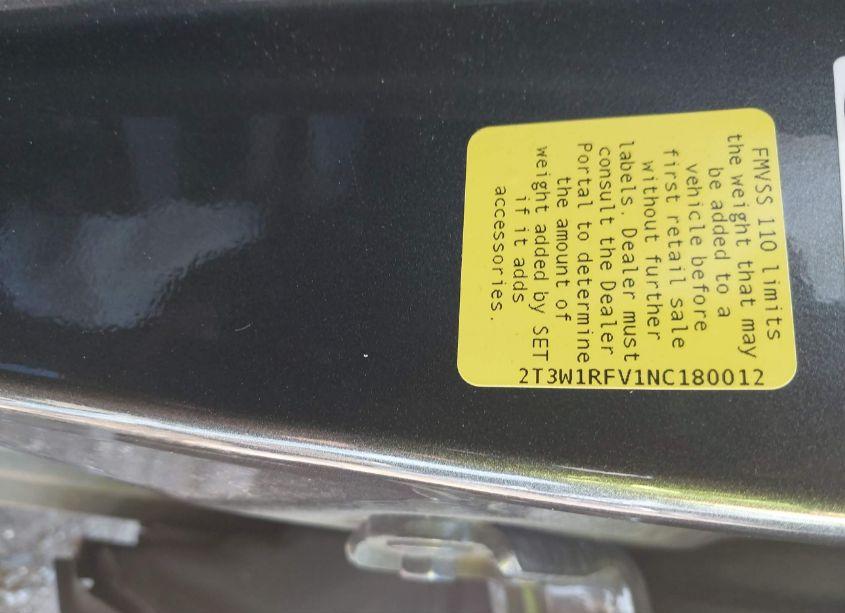 FMVSS 110 limits
the weight that may
be added to a
vehicle before
first retail sale
without further
labels. Dealer must
consult the Dealer
Portal to determine
the amount of
weight added by SET
if it adds
accessories.
2T3W1RFV1NC180012